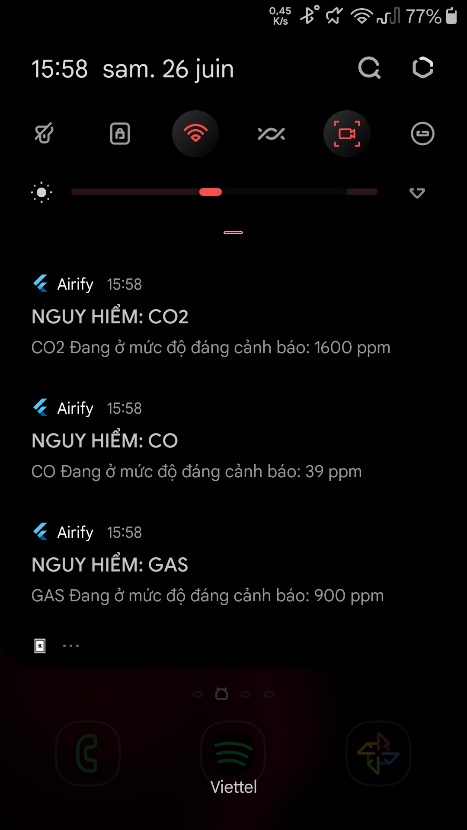 0,45
K/s
77%
15:58 sam. 26 juin
Airify 15:58
NGUY HIỂM: CO2
CO2 Đang ở mức độ đáng cảnh báo: 1600 ppm
Airify 15:58
NGUY HIỂM: CO
CO Đang ở mức độ đáng cảnh báo: 39 ppm
Airify 15:58
NGUY HIỂM: GAS
GAS Đang ở mức độ đáng cảnh báo: 900 ppm
...
Viettel